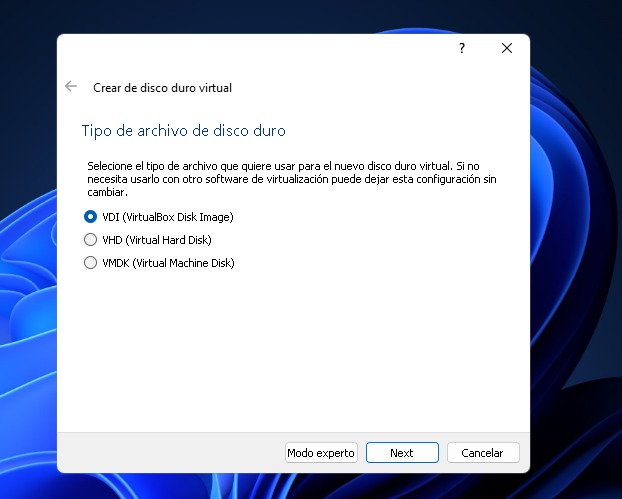 ?
Crear de disco duro virtual
Tipo de archivo de disco duro
Selecione el tipo de archivo que quiere usar para el nuevo disco duro virtual. Si no
necesita usarlo con otro software de virtualización puede dejar esta configuración sin
cambiar.
VDI (VirtualBox Disk Image)
VHD (Virtual Hard Disk)
VMDK (Virtual Machine Disk)
Modo experto Next Cancelar